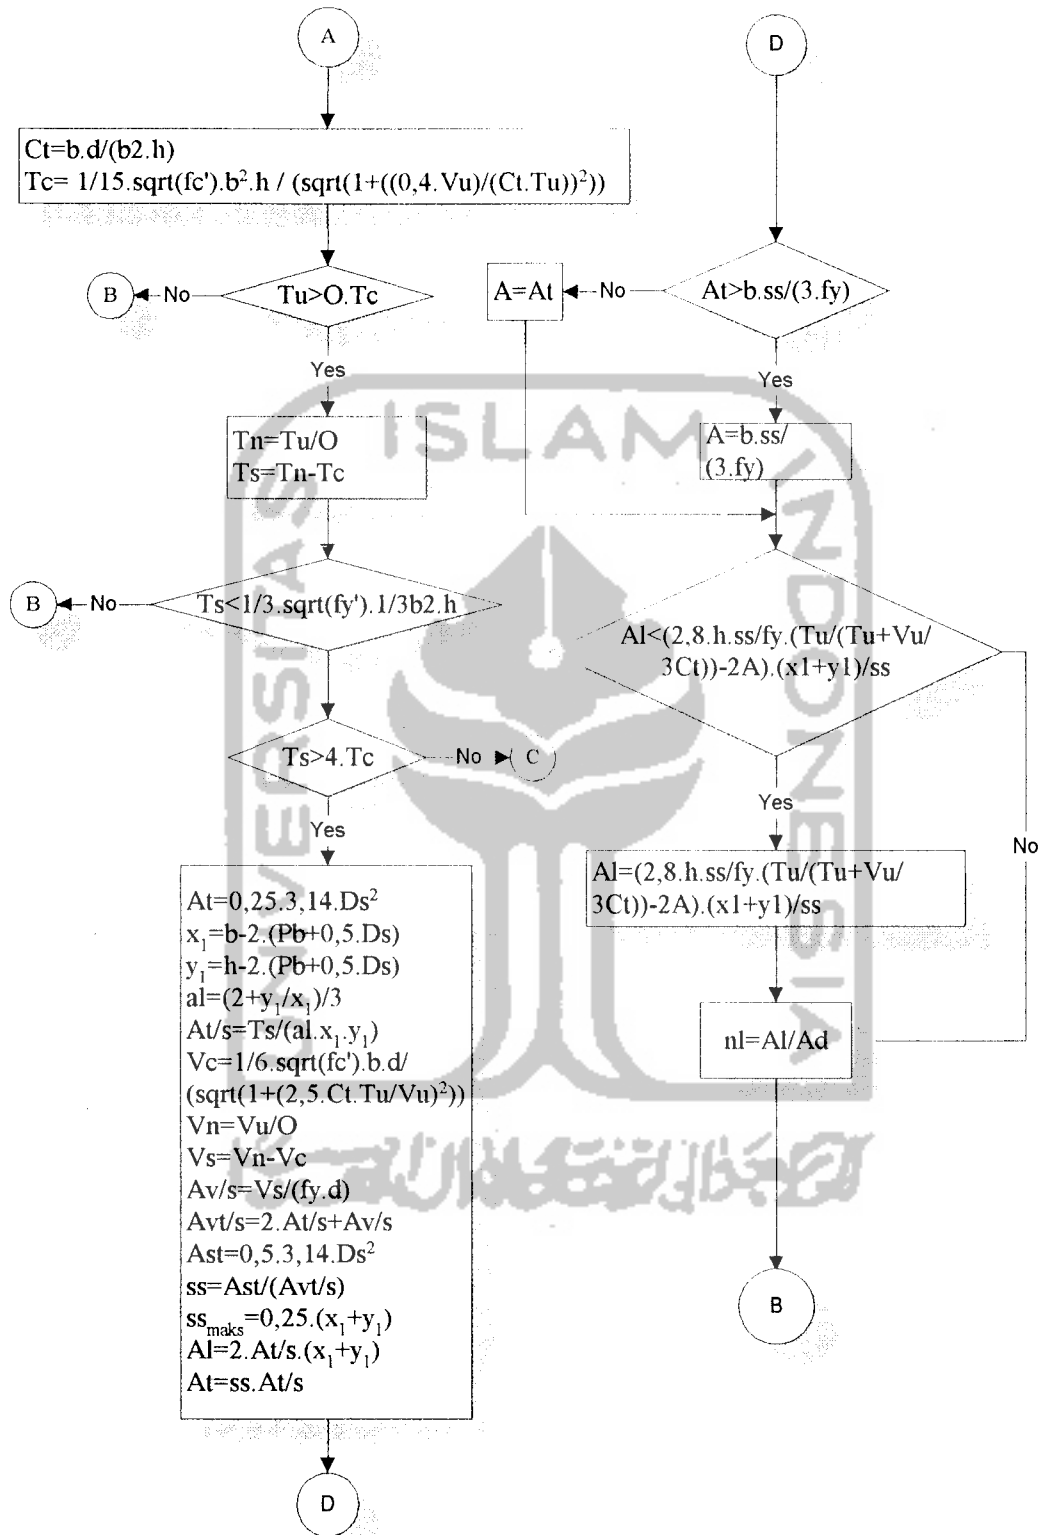 A
Ct=b.d/(b2.h)
Tc= 1/15.sqrt(fc').b².h / (sqrt(1+((0,4.Vu)/(Ct.Tu))²))
Tu>O.Tc
No
B
Yes
Tn=Tu/O
Ts=Tn-Tc
Ts<1/3.sqrt(fy').1/3b2.h
No
B
Ts>4.Tc
No
C
Yes
At=0,25.3,14.Ds²
x₁=b-2.(Pb+0,5.Ds)
y₁=h-2.(Pb+0,5.Ds)
al=(2+y₁/x₁)/3
At/s=Ts/(al.x₁.y₁)
Vc=1/6.sqrt(fc').b.d/
(sqrt(1+(2,5.Ct.Tu/Vu)²))
Vn=Vu/O
Vs=Vn-Vc
Av/s=Vs/(fy.d)
Avt/s=2.At/s+Av/s
Ast=0,5.3,14.Ds²
ss=Ast/(Avt/s)
ssmaks=0,25.(x₁+y₁)
Al=2.At/s.(x₁+y₁)
At=ss.At/s
D
D
At>b.ss/(3.fy)
No
A=At
Yes
A=b.ss/
(3.fy)
Al<(2,8.h.ss/fy.(Tu/(Tu+Vu/
3Ct))-2A).(x1+y1)/ss
Yes
No
Al=(2,8.h.ss/fy.(Tu/(Tu+Vu/
3Ct))-2A).(x1+y1)/ss
nl=Al/Ad
B
UNIVERSITAS
ISLAM
INDONESIA